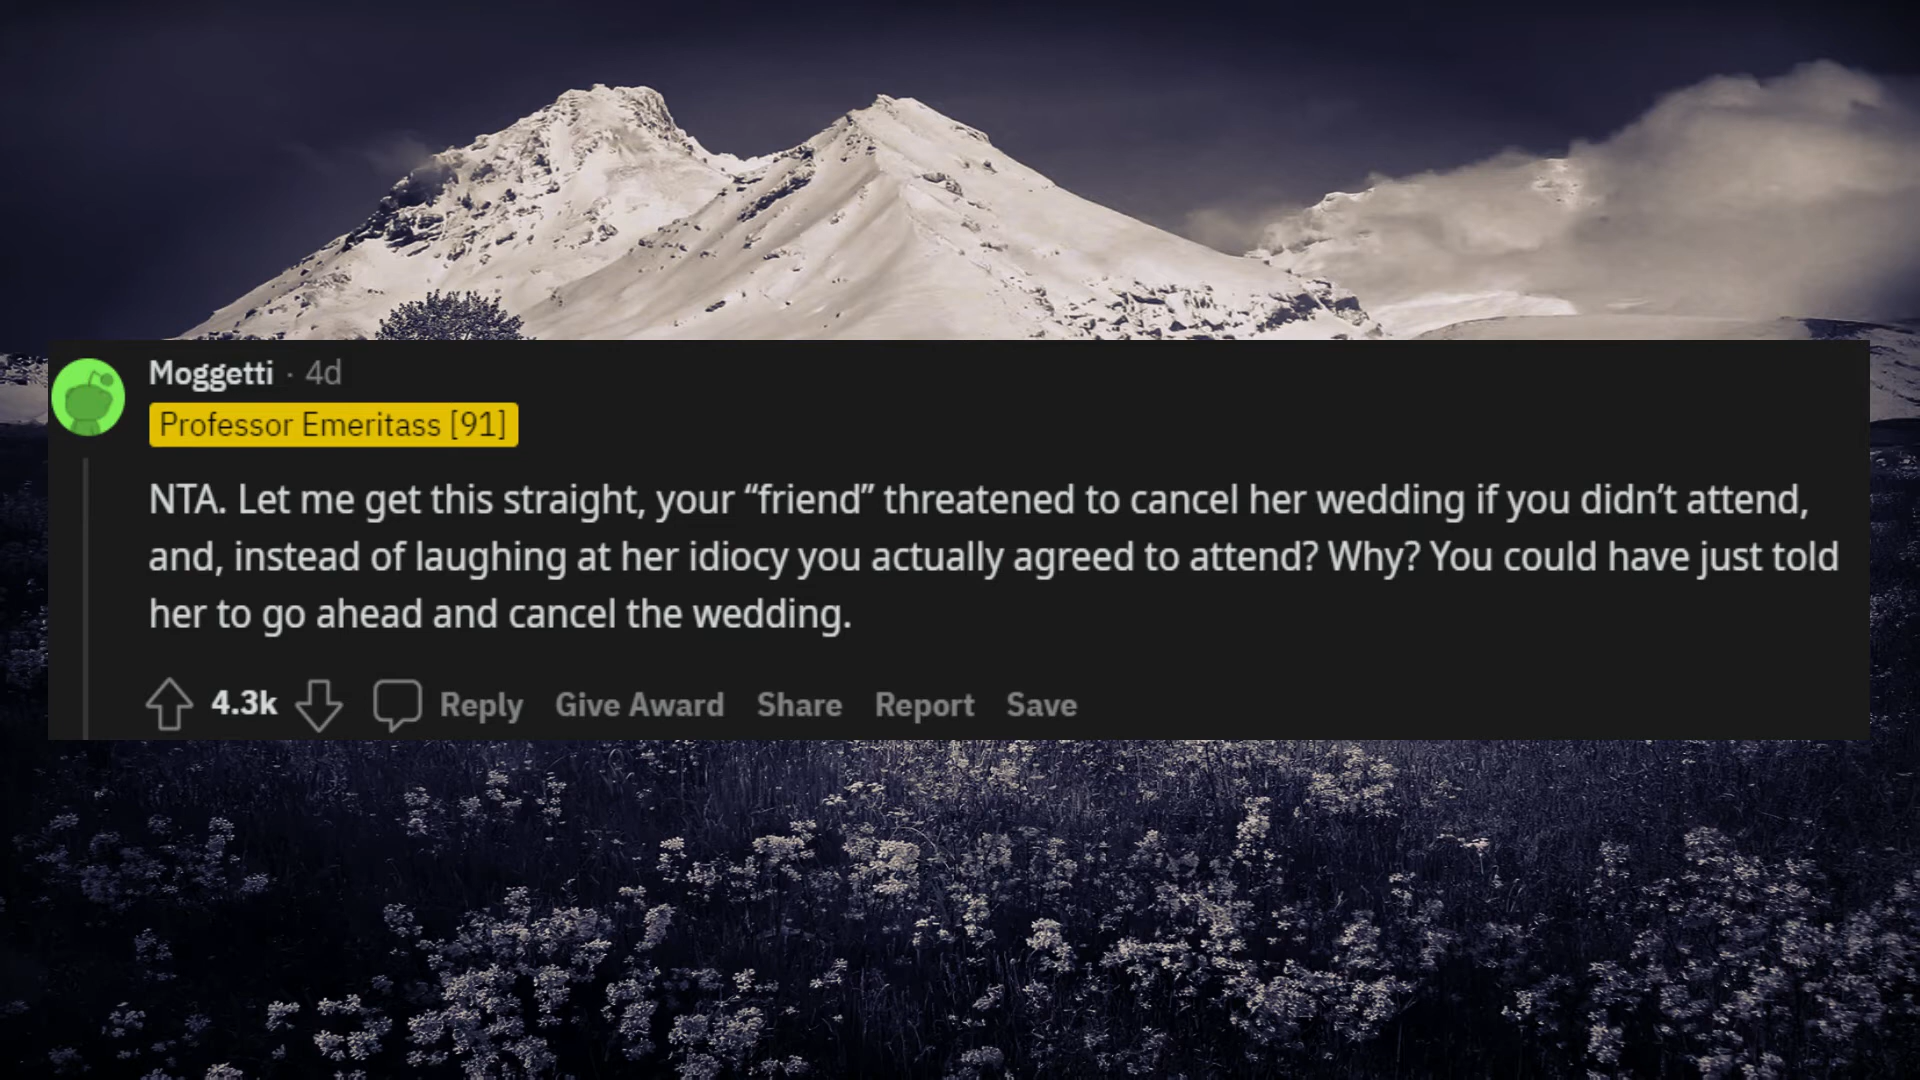 Moggetti · 4d
Professor Emeritass [91]
NTA. Let me get this straight, your “friend” threatened to cancel her wedding if you didn’t attend,
and, instead of laughing at her idiocy you actually agreed to attend? Why? You could have just told
her to go ahead and cancel the wedding.
4.3k Reply Give Award Share Report Save